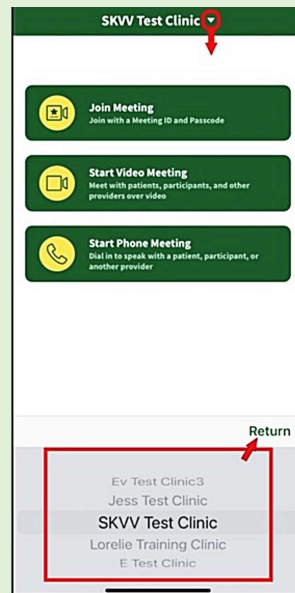 SKVV Test Clinic
Join Meeting
Join with a Meeting ID and Passcode
Start Video Meeting
Meet with patients, participants, and other
providers over video
Start Phone Meeting
Dial in to speak with a patient, participant, or
another provider
Return
Ev Test Clinic3
Jess Test Clinic
SKVV Test Clinic
Lorelie Training Clinic
E Test Clinic